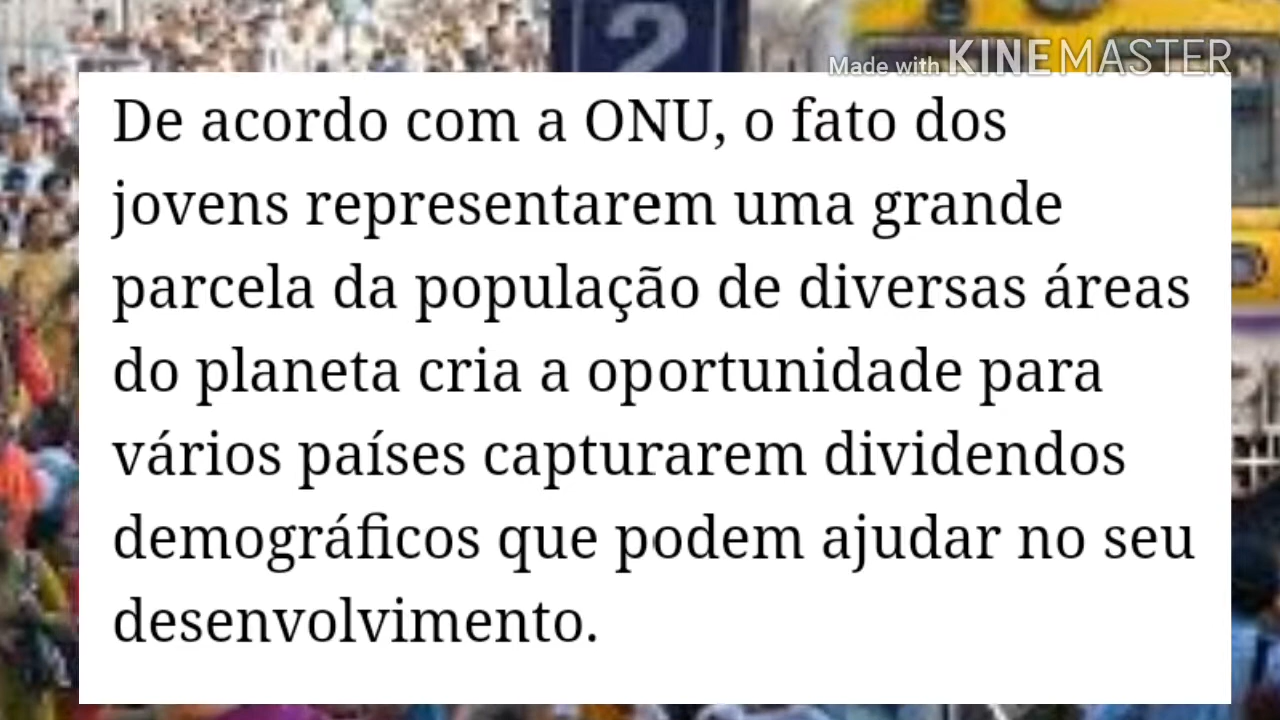 2
Made with KINEMASTER
De acordo com a ONU, o fato dos
jovens representarem uma grande
parcela da população de diversas áreas
do planeta cria a oportunidade para
vários países capturarem dividendos
demográficos que podem ajudar no seu
desenvolvimento.